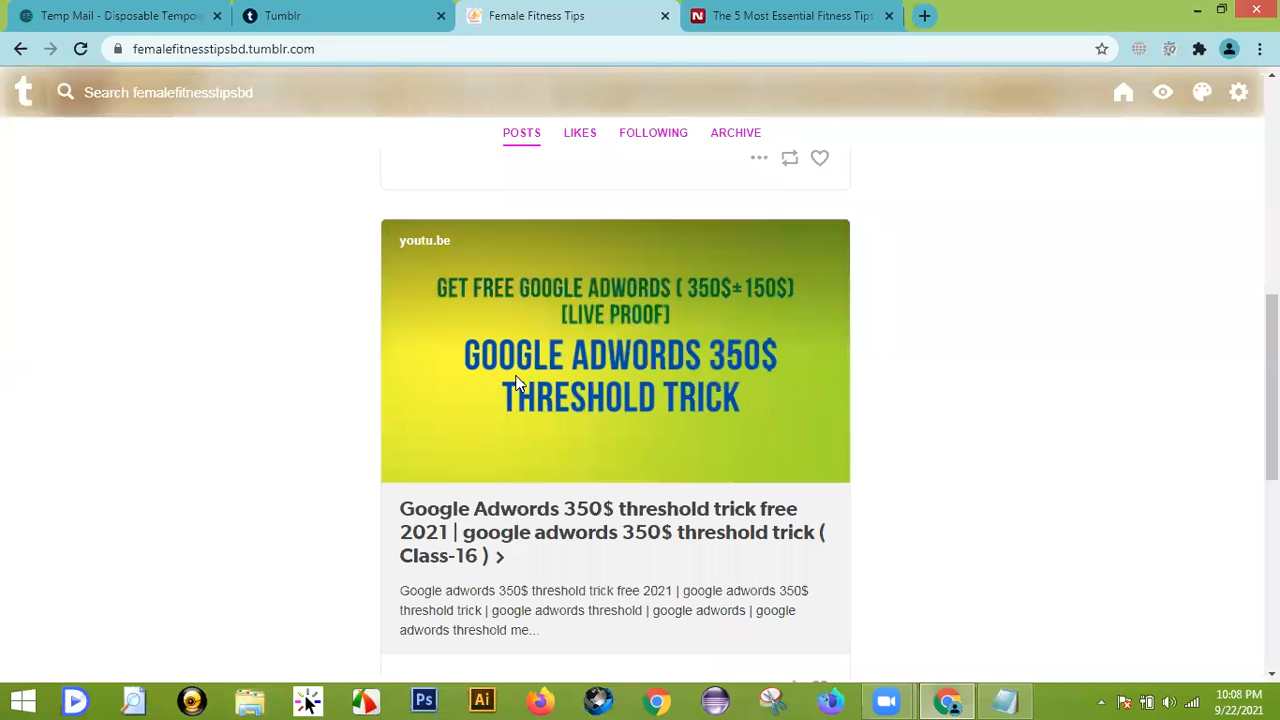 Temp Mail - Disposable Tempo
Tumblr
Female Fitness Tips
The 5 Most Essential Fitness Tips
femalefitnesstipsbd.tumblr.com
Search femalefitnesstipsbd
POSTS LIKES FOLLOWING ARCHIVE
youtu.be
GET FREE GOOGLE ADWORDS ( 350$±150$)
[LIVE PROOF]
GOOGLE ADWORDS 350$
THRESHOLD TRICK
Google Adwords 350$ threshold trick free
2021 | google adwords 350$ threshold trick (
Class-16 ) >
Google adwords 350$ threshold trick free 2021 | google adwords 350$
threshold trick | google adwords threshold | google adwords | google
adwords threshold me...
Ps
Ai
10:08 PM
9/22/2021